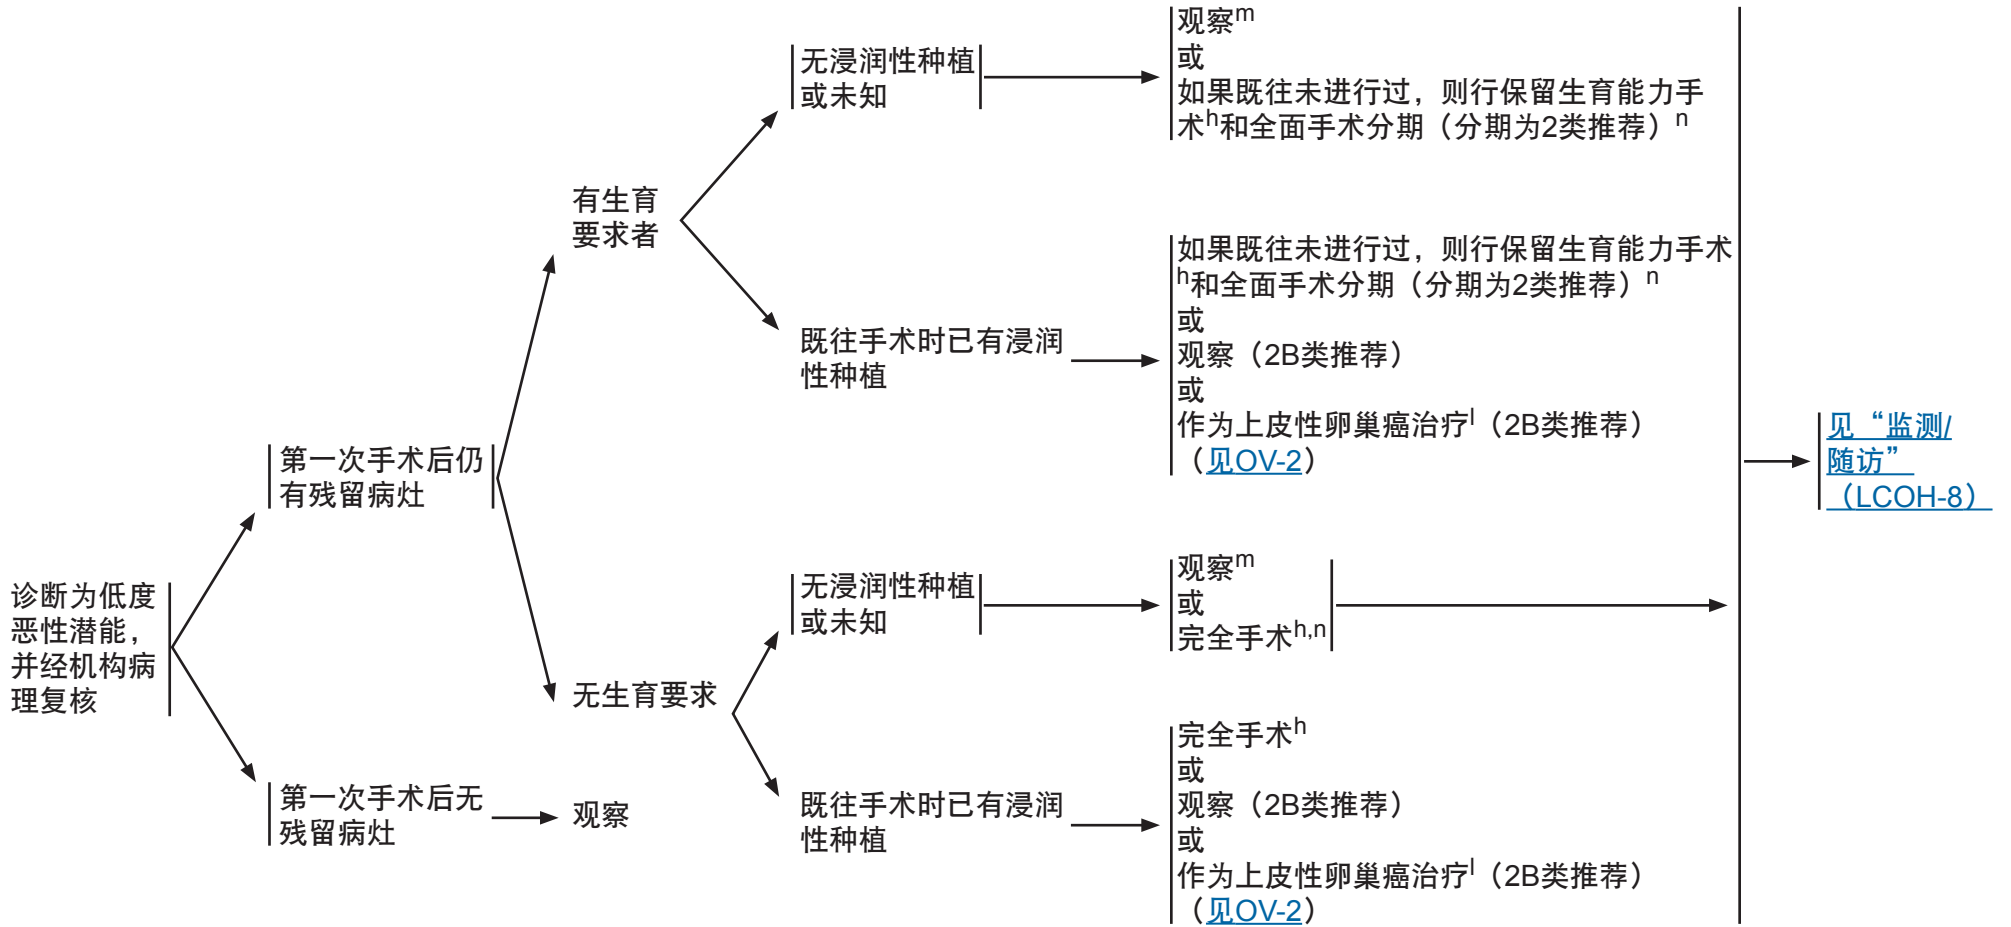 诊断为低度
恶性潜能，
并经机构病
理复核
第一次手术后仍
有残留病灶
第一次手术后无
残留病灶
观察
有生育
要求者
无生育要求
无浸润性种植
或未知
既往手术时已有浸润
性种植
无浸润性种植
或未知
既往手术时已有浸润
性种植
观察m
或
如果既往未进行过，则行保留生育能力手
术h和全面手术分期（分期为2类推荐）n
如果既往未进行过，则行保留生育能力手术
h和全面手术分期（分期为2类推荐）n
或
观察（2B类推荐）
或
作为上皮性卵巢癌治疗l（2B类推荐）
（见OV-2）
观察m
或
完全手术h,n
完全手术h
或
观察（2B类推荐）
或
作为上皮性卵巢癌治疗l（2B类推荐）
（见OV-2）
见“监测/
随访”
（LCOH-8）